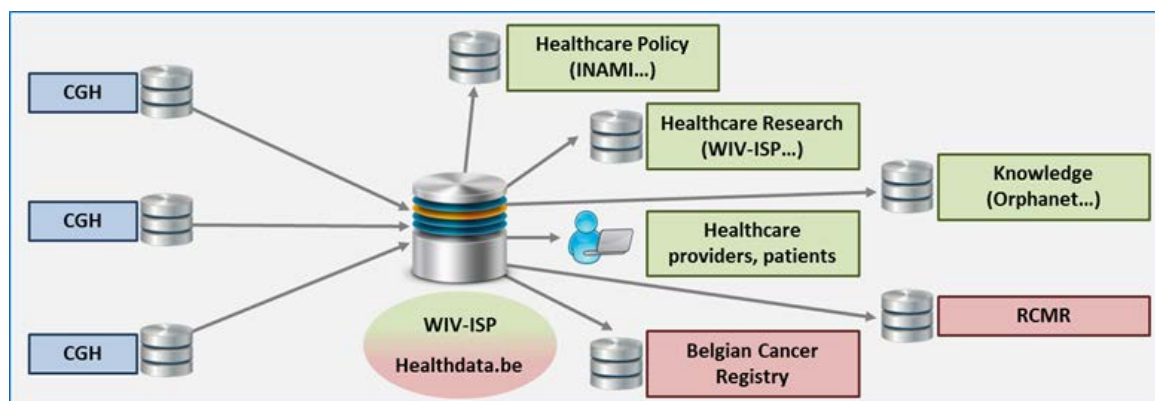 Healthcare Policy
(INAMI...)
CGH
Healthcare Research
(WIV-ISP...)
Knowledge
(Orphanet...)
CGH
Healthcare
providers, patients
RCMR
CGH
WIV-ISP
Healthdata.be
Belgian Cancer
Registry